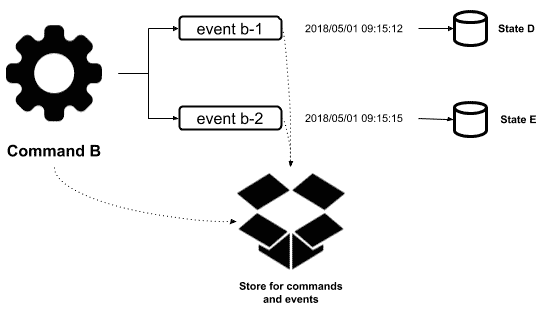 event b-1
2018/05/01 09:15:12
State D
event b-2
2018/05/01 09:15:15
State E
Command B
Store for commands
and events